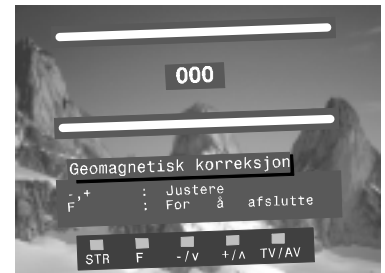 000
Geomagnetisk korreksjon
-,+ : Justere
F : For å afslutte
STR F -/v +/ʌ TV/AV